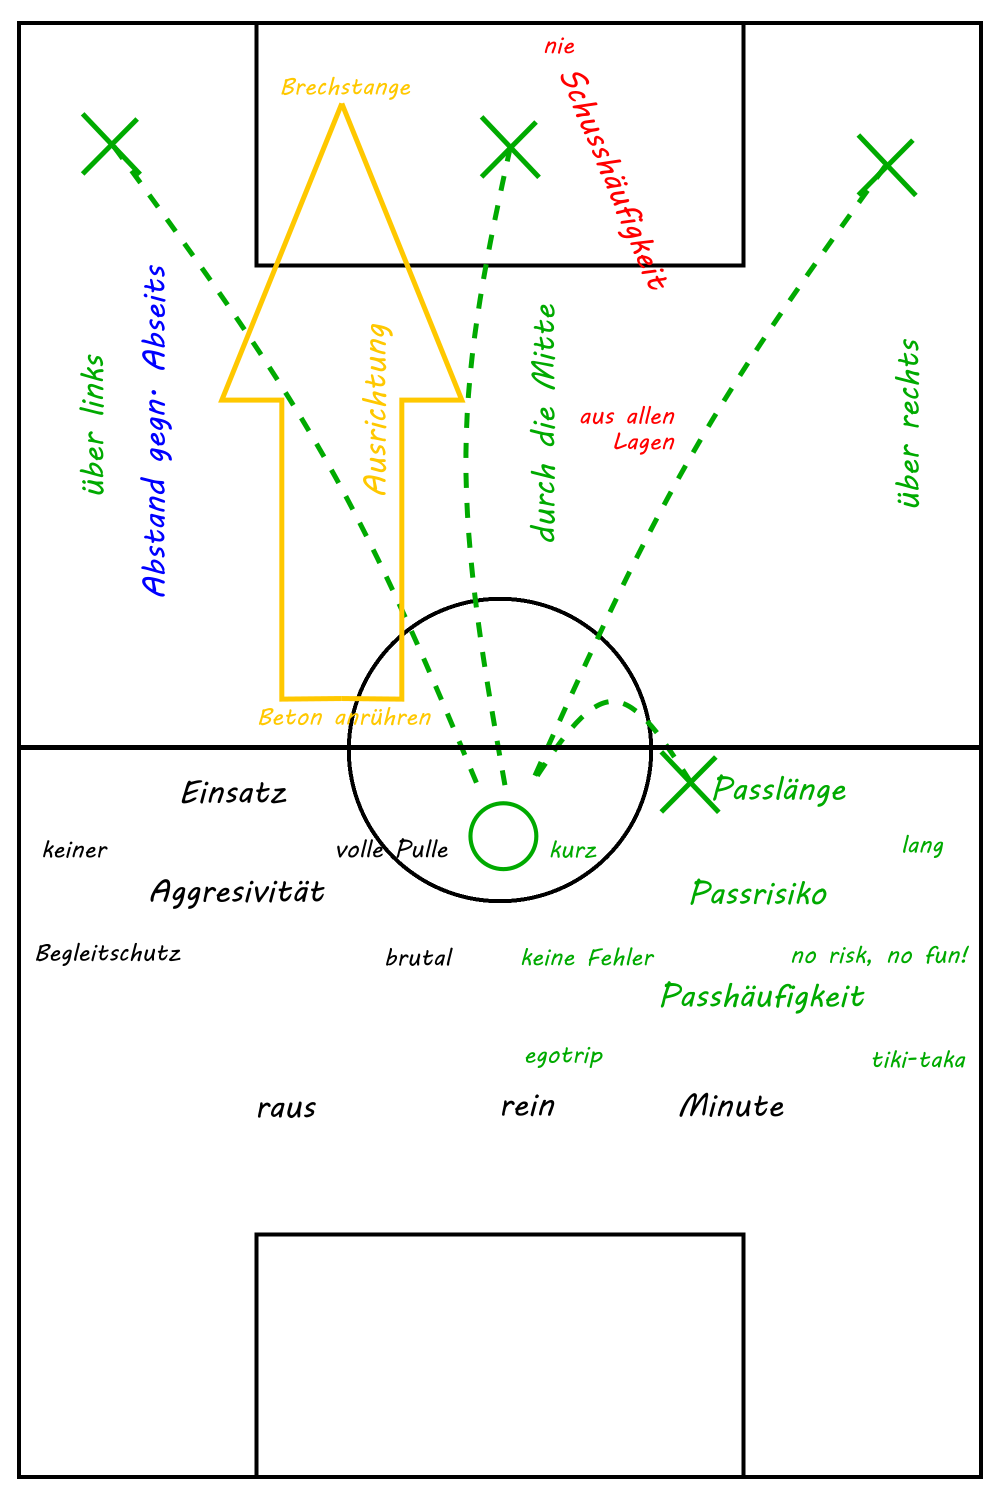 nie
Brechstange
Schusshäufigkeit
über links
Abstand gegn. Abseits
Ausrichtung
durch die Mitte
aus allen
Lagen
über rechts
Beton anrühren
Einsatz
Passlänge
keiner
volle Pulle
kurz
lang
Aggresivität
Passrisiko
Begleitschutz
brutal
keine Fehler
no risk, no fun!
Passhäufigkeit
egotrip
tiki-taka
raus
rein
Minute